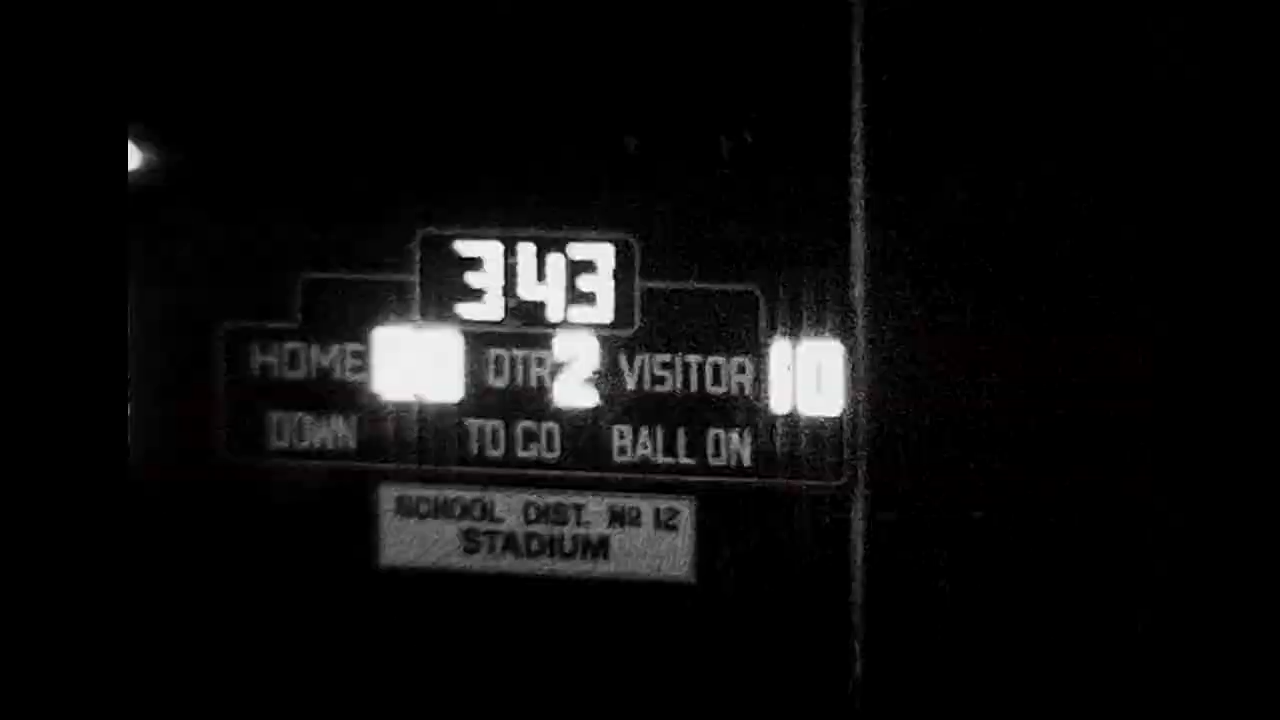 343
HOME QTR 2 VISITOR 10
DOWN TO GO BALL ON
SCHOOL DIST. Nº 12
STADIUM